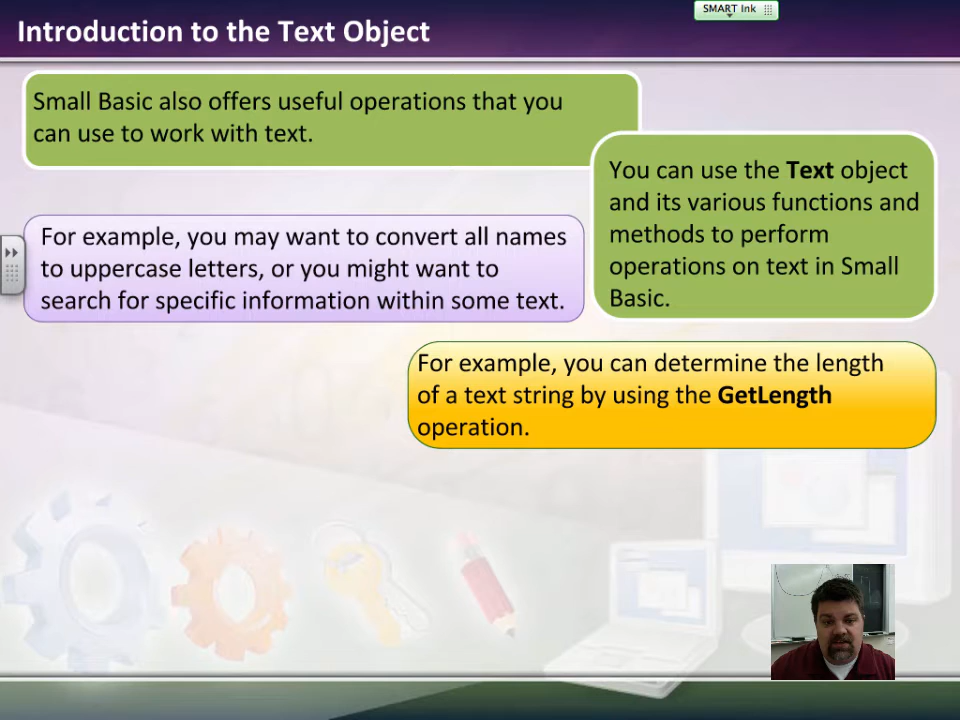 SMART Ink
Introduction to the Text Object
Small Basic also offers useful operations that you
can use to work with text.
You can use the Text object
and its various functions and
methods to perform
operations on text in Small
Basic.
For example, you may want to convert all names
to uppercase letters, or you might want to
search for specific information within some text.
For example, you can determine the length
of a text string by using the GetLength
operation.